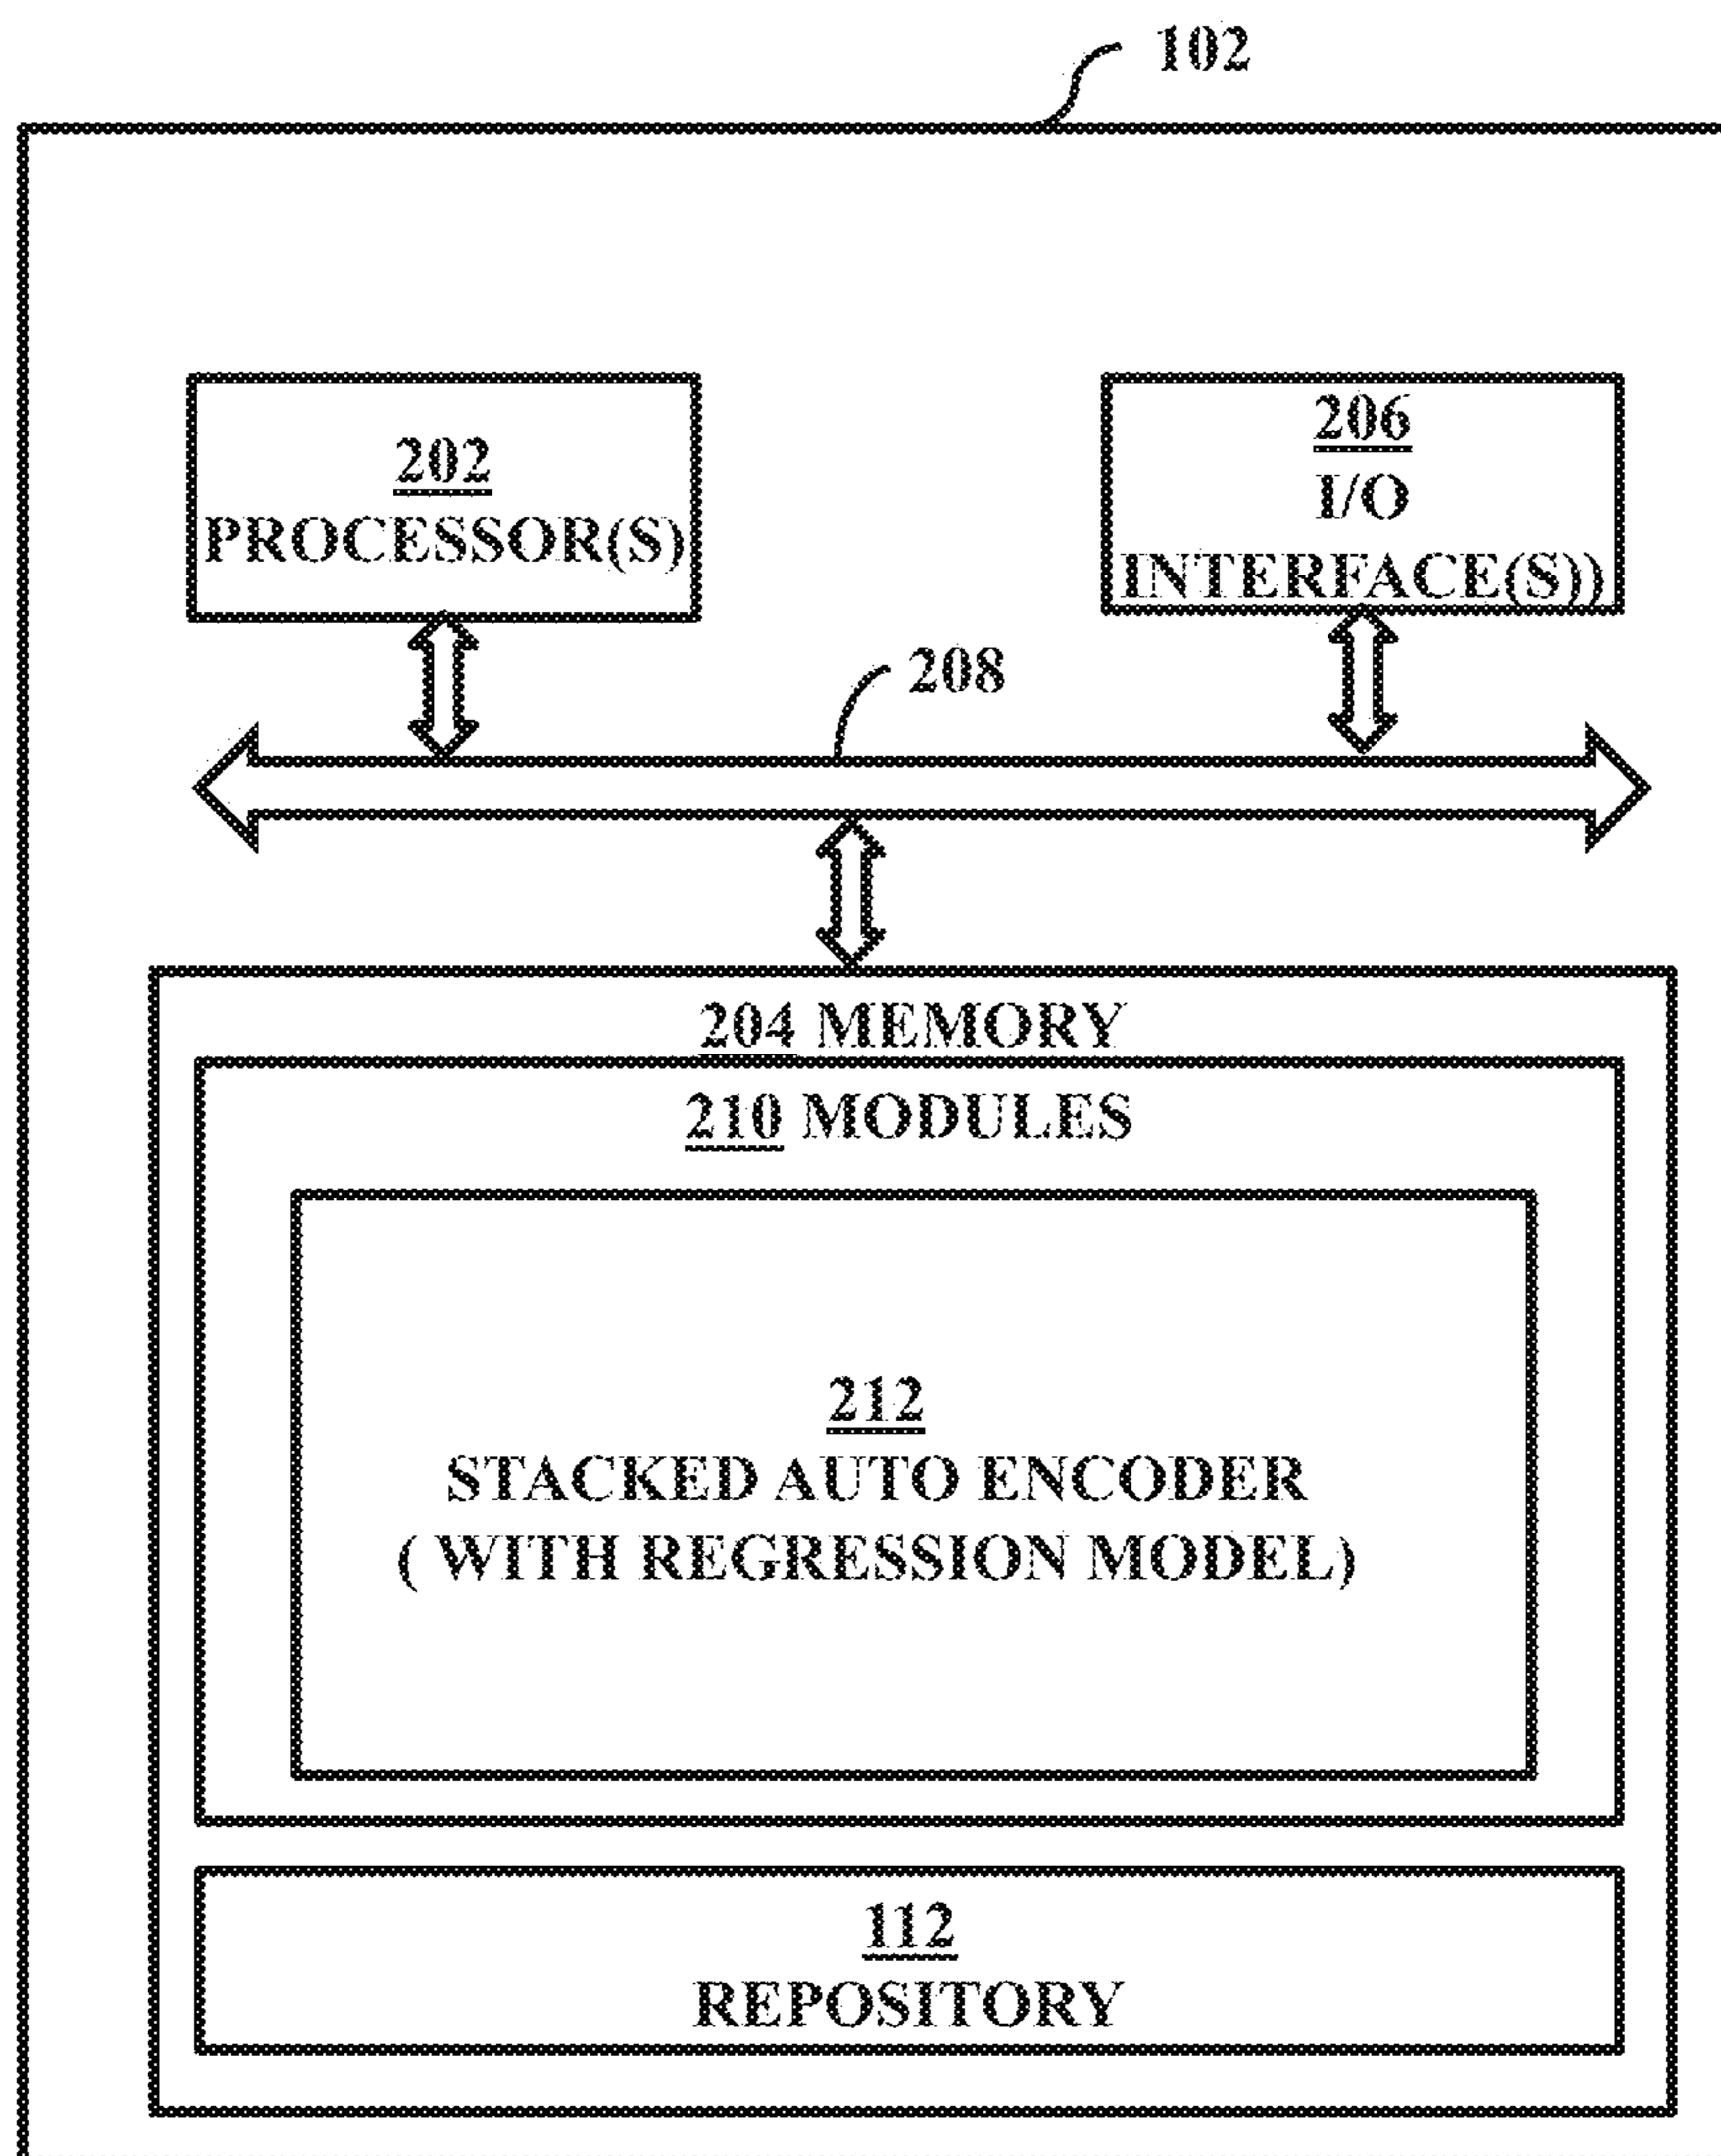 102
202
PROCESSOR(S)
206
I/O
INTERFACE(S))
208
204 MEMORY
210 MODULES
212
STACKED AUTO ENCODER
( WITH REGRESSION MODEL)
112
REPOSITORY